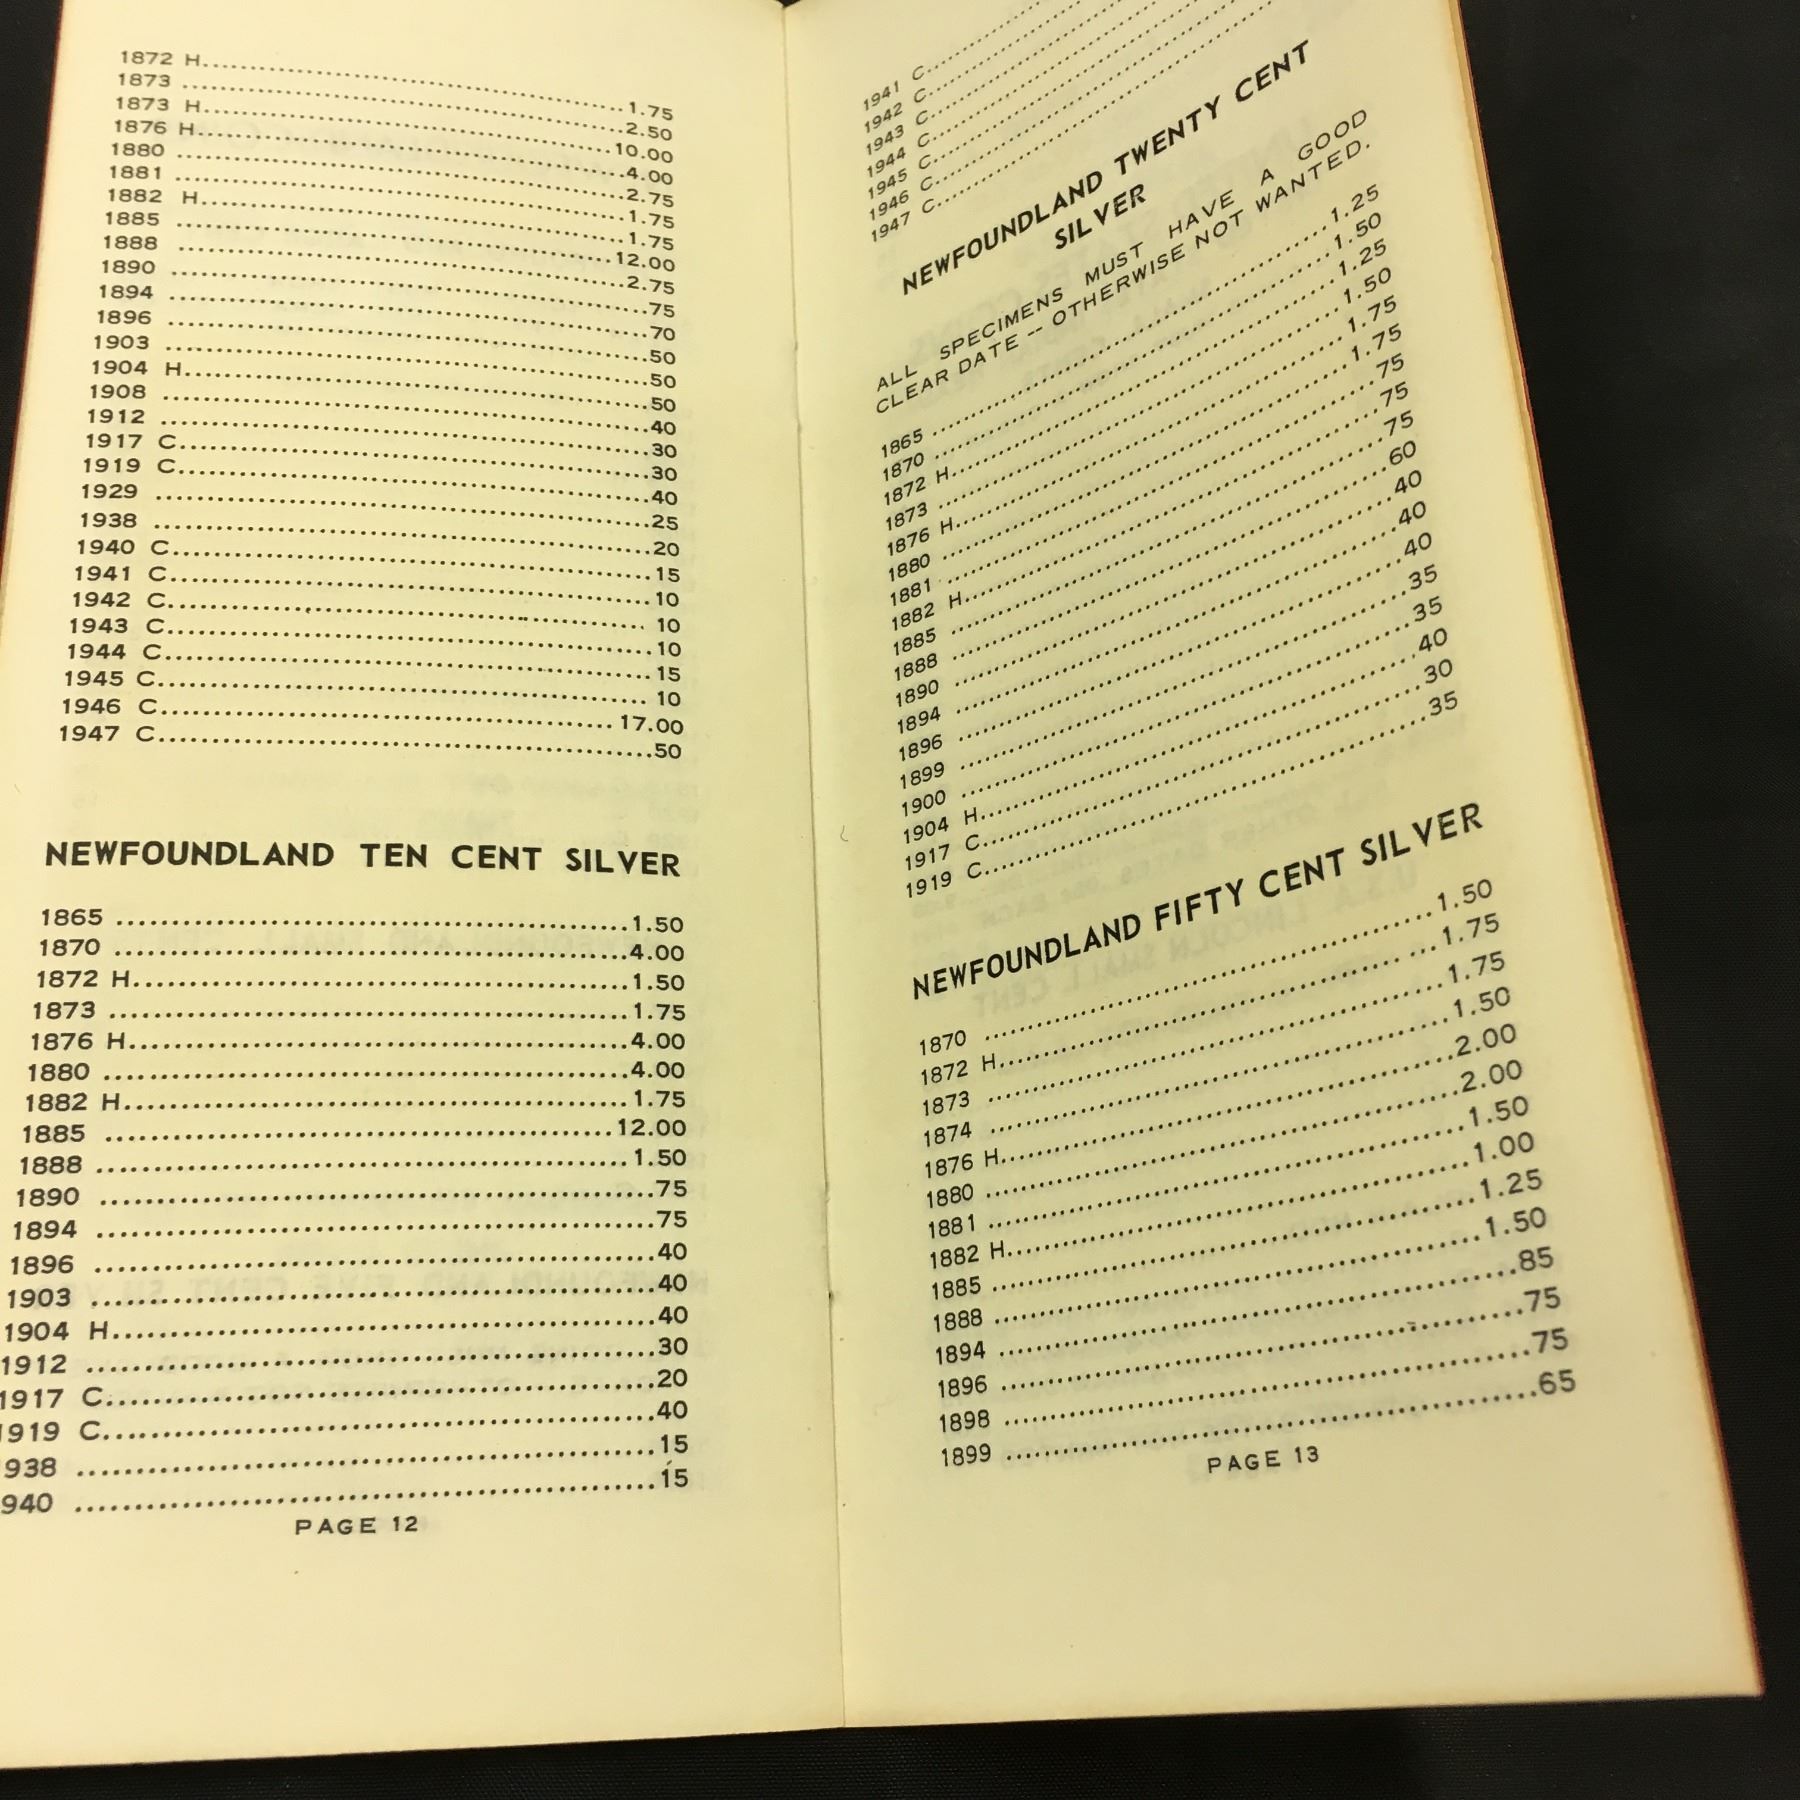 1872 H..........1.75
1873 ..........2.50
1873 H..........10.00
1876 H..........4.00
1880 ..........2.75
1881 ..........1.75
1882 H..........1.75
1885 ..........12.00
1888 ..........2.75
1890 ...........75
1894 ...........70
1896 ...........50
1903 ...........50
1904 H...........50
1908 ...........40
1912 ...........30
1917 C...........30
1919 C...........40
1929 ...........25
1938 ...........20
1940 C...........15
1941 C...........10
1942 C.......... 10
1943 C...........10
1944 C...........15
1945 C.......... 10
1946 C..........17.00
1947 C...........50
NEWFOUNDLAND TEN CENT SILVER
1865 ..........1.50
1870 ..........4.00
1872 H..........1.50
1873 ..........1.75
1876 H..........4.00
1880 ..........4.00
1882 H..........1.75
1885 ..........12.00
1888 ..........1.50
1890 ...........75
1894 ...........75
1896 ...........40
1903 ...........40
1904 H...........40
1912 ...........30
1917 C...........20
1919 C...........40
938 ...........15
940 ...........15
PAGE 12
1941 C..........
1942 C..........
1943 C..........
1944 C..........
1945 C..........
1946 C..........
1947 C..........
NEWFOUNDLAND TWENTY CENT
SILVER
ALL SPECIMENS MUST HAVE A GOOD
CLEAR DATE -- OTHERWISE NOT WANTED.
1865 ..........1.25
1870 ..........1.50
1872 H..........1.25
1873 ..........1.50
1876 H..........1.75
1880 ..........1.75
1881 ...........75
1882 H...........75
1885 ...........75
1888 ...........60
1890 ...........40
1894 ...........40
1896 ...........40
1899 ...........35
1900 ...........35
1904 H...........40
1917 C...........30
1919 C...........35
NEWFOUNDLAND FIFTY CENT SILVER
1870 ..........1.50
1872 H..........1.75
1873 ..........1.75
1874 ..........1.50
1876 H..........2.00
1880 ..........2.00
1881 ..........1.50
1882 H..........1.00
1885 ..........1.25
1888 ..........1.50
1894 ...........85
1896 ...........75
1898 ...........75
1899 ...........65
PAGE 13